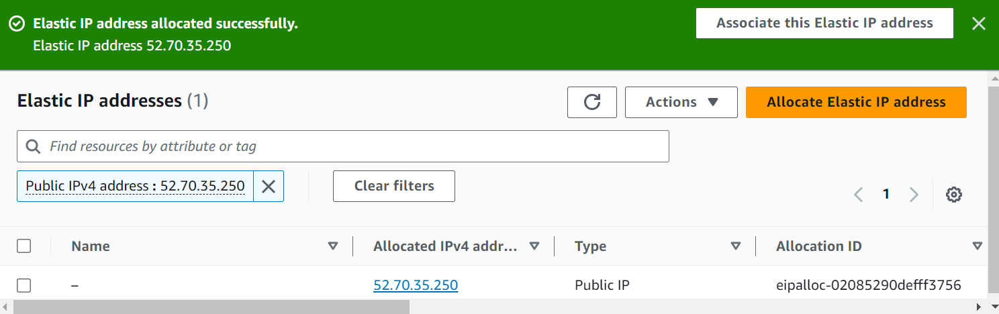 Elastic IP address allocated successfully.
Associate this Elastic IP address
Elastic IP address 52.70.35.250
Elastic IP addresses (1)
Actions
Allocate Elastic IP address
Find resources by attribute or tag
Public IPv4 address : 52.70.35.250
Clear filters
1
Name
Allocated IPv4 addr...
Type
Allocation ID
–
52.70.35.250
Public IP
eipalloc-02085290defff3756